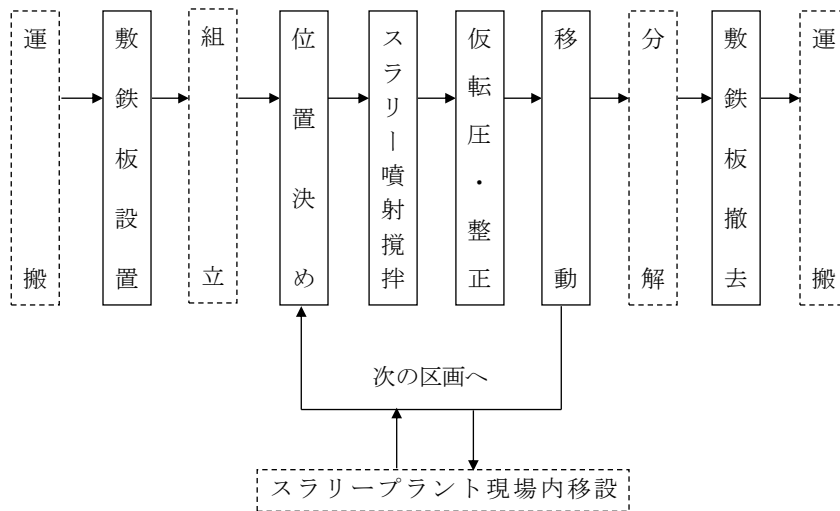 運搬
敷鉄板設置
組立
位置決め
スラリー噴射撹拌
仮転圧・整正
移動
分解
敷鉄板撤去
運搬
次の区画へ
スラリープラント現場内移設